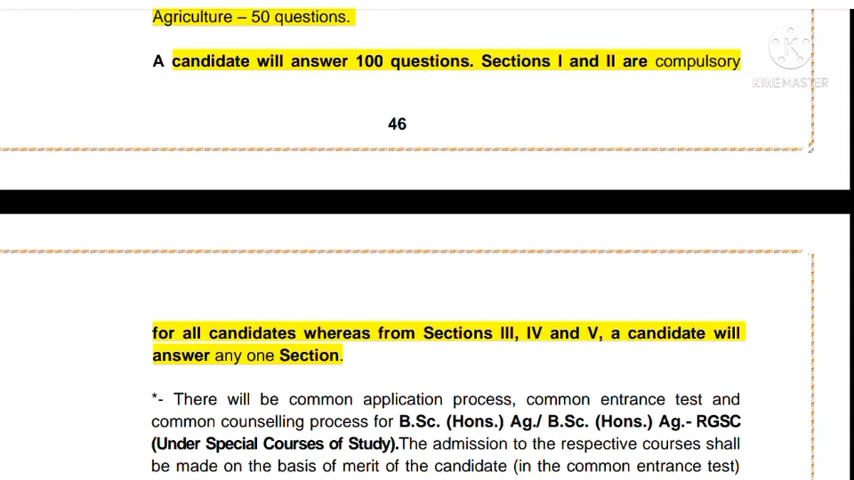 Agriculture – 50 questions.
A candidate will answer 100 questions. Sections I and II are compulsory
KINEMASTER
46
for all candidates whereas from Sections III, IV and V, a candidate will
answer any one Section.
*- There will be common application process, common entrance test and
common counselling process for B.Sc. (Hons.) Ag./ B.Sc. (Hons.) Ag.- RGSC
(Under Special Courses of Study).The admission to the respective courses shall
be made on the basis of merit of the candidate (in the common entrance test)